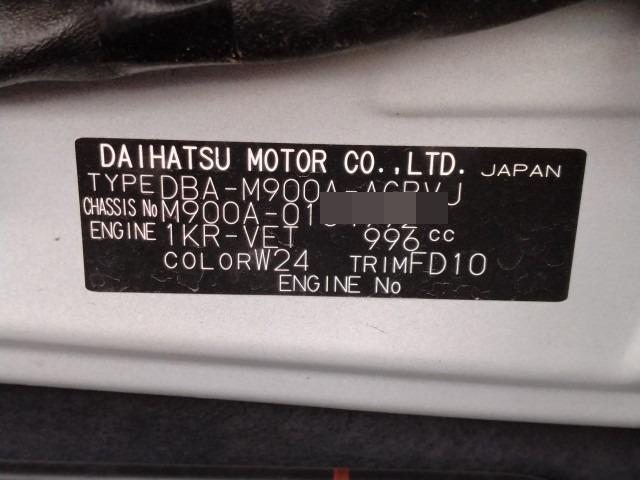 DAIHATSU MOTOR CO.,LTD. JAPAN
TYPE DBA-M900A-AGBVJ
CHASSIS No M900A-01
ENGINE 1KR-VET 996 cc
COLOR W24 TRIM FD10
ENGINE No